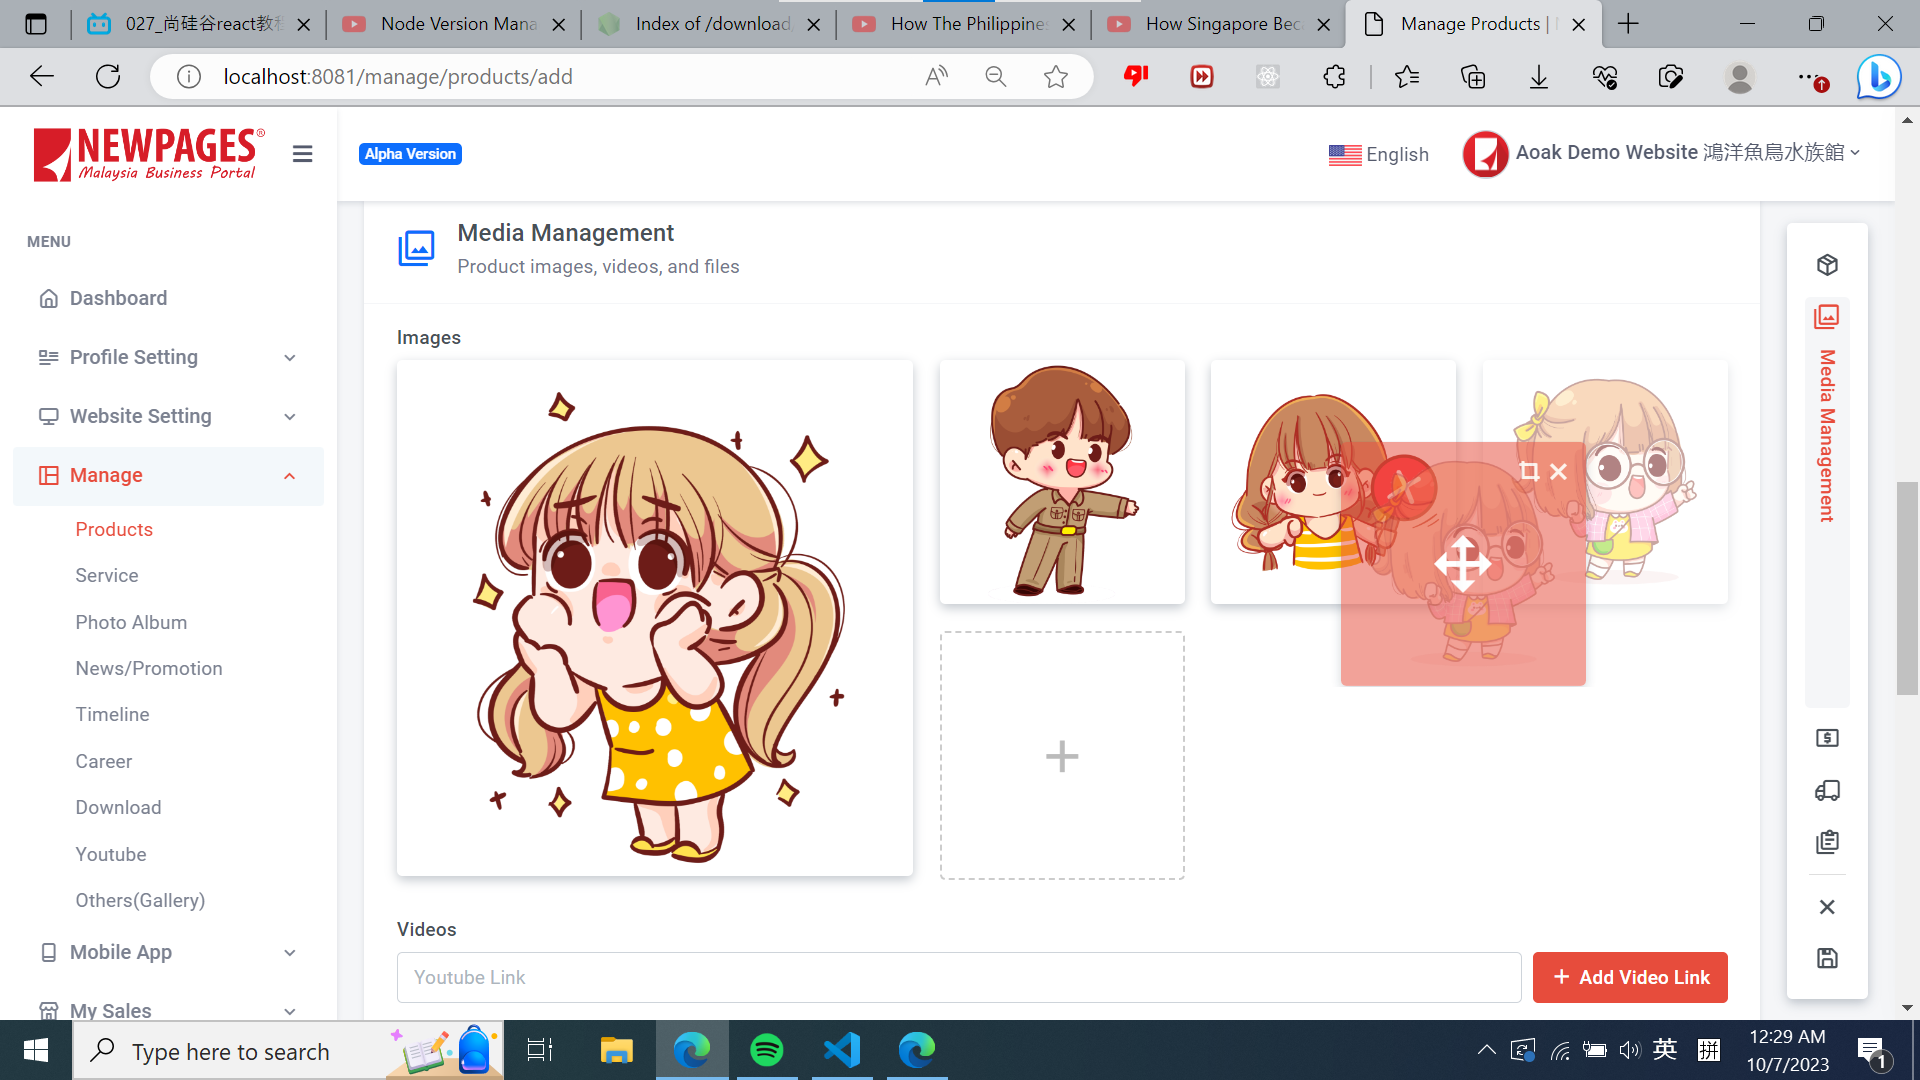 027_尚硅谷react教程
Node Version Mana
Index of /download
How The Philippines
How Singapore Bec
Manage Products |
localhost:8081/manage/products/add
NEWPAGES®
Malaysia Business Portal
Alpha Version
English
Aoak Demo Website 鴻洋魚鳥水族館
MENU
Dashboard
Profile Setting
Website Setting
Manage
Products
Service
Photo Album
News/Promotion
Timeline
Career
Download
Youtube
Others(Gallery)
Mobile App
My Sales
Media Management
Product images, videos, and files
Images
Videos
Youtube Link
Add Video Link
Media Management
Type here to search
英
拼
12:29 AM
10/7/2023
1